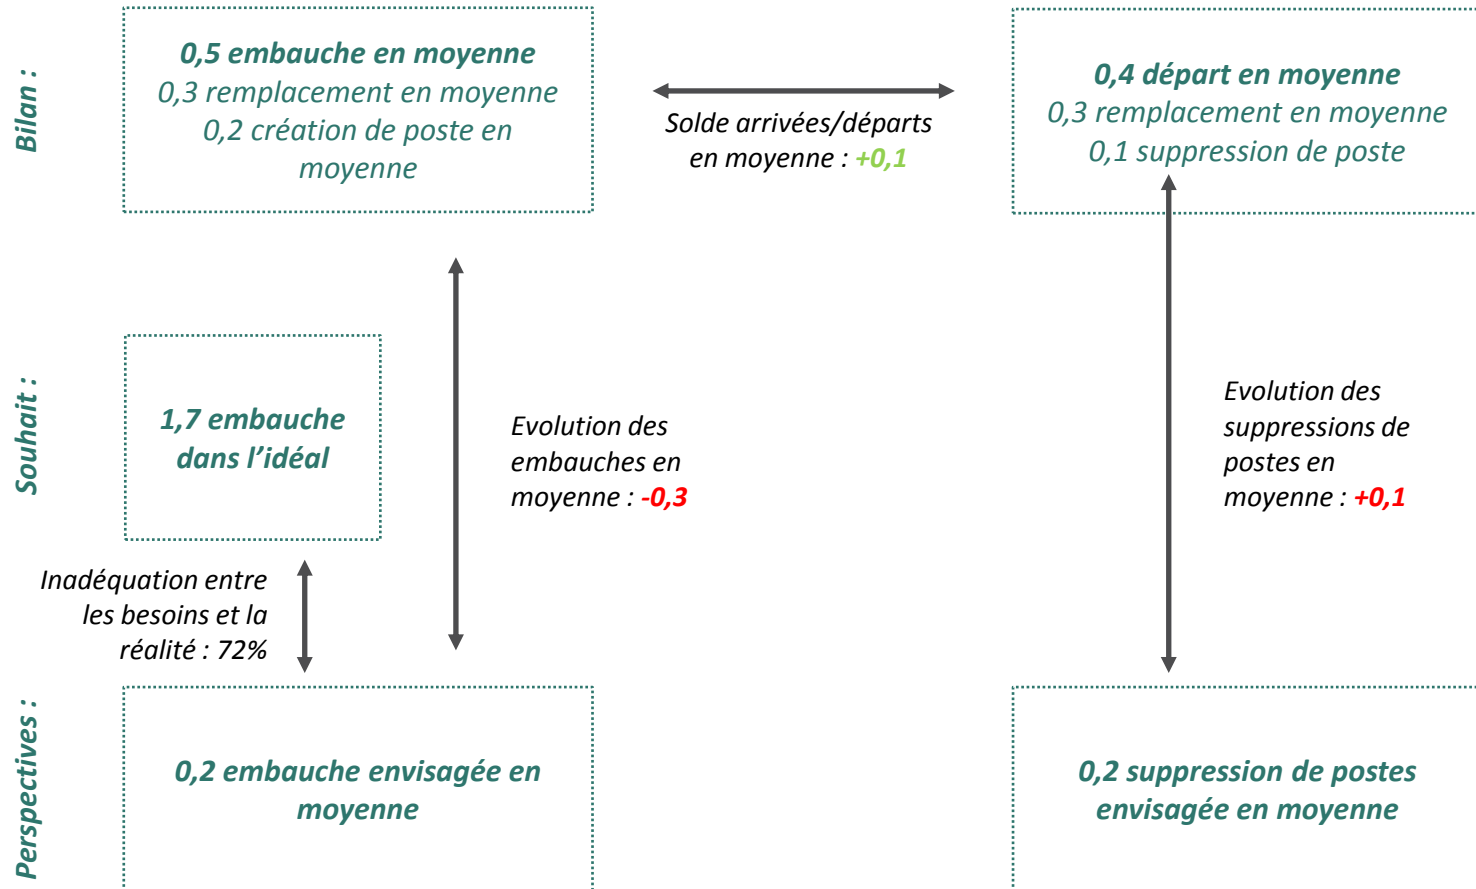 Bilan :
0,5 embauche en moyenne
0,3 remplacement en moyenne
0,2 création de poste en
moyenne
Solde arrivées/départs
en moyenne : +0,1
0,4 départ en moyenne
0,3 remplacement en moyenne
0,1 suppression de poste
Souhait :
1,7 embauche
dans l’idéal
Evolution des
embauches en
moyenne : -0,3
Evolution des
suppressions de
postes en
moyenne : +0,1
Inadéquation entre
les besoins et la
réalité : 72%
Perspectives :
0,2 embauche envisagée en
moyenne
0,2 suppression de postes
envisagée en moyenne